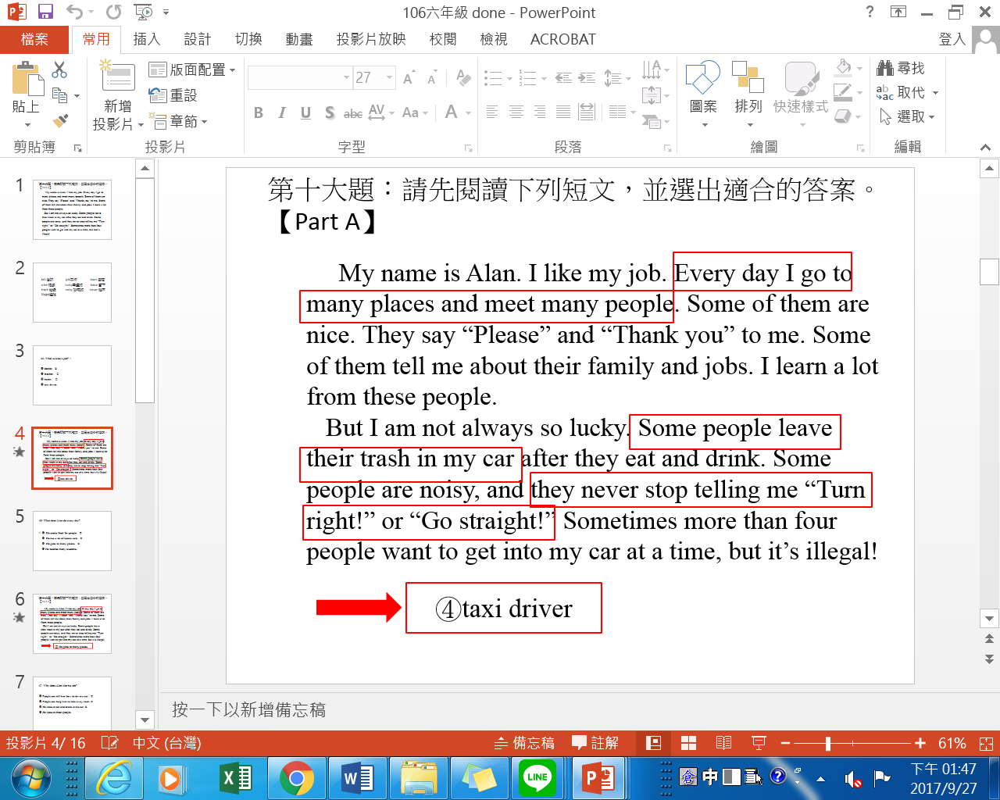 106六年級 done - PowerPoint
檔案 常用 插入 設計 切換 動畫 投影片放映 校閱 檢視 ACROBAT 登入
貼上
剪貼簿
新增
投影片
版面配置
重設
章節
投影片
27
B I U S abc AV Aa A
字型
段落
圖案
排列
快速樣式
繪圖
尋找
取代
選取
編輯
1
2
3
4
5
6
7
第十大題：請先閱讀下列短文，並選出適合的答案。
【Part A】
My name is Alan. I like my job. Every day I go to
many places and meet many people. Some of them are
nice. They say “Please” and “Thank you” to me. Some
of them tell me about their family and jobs. I learn a lot
from these people.
But I am not always so lucky. Some people leave
their trash in my car after they eat and drink. Some
people are noisy, and they never stop telling me “Turn
right!” or “Go straight!” Sometimes more than four
people want to get into my car at a time, but it’s illegal!
④taxi driver
按一下以新增備忘稿
投影片 4/ 16 中文 (台灣) 備忘稿 註解 61%
LINE
倉 中
下午 01:47
2017/9/27